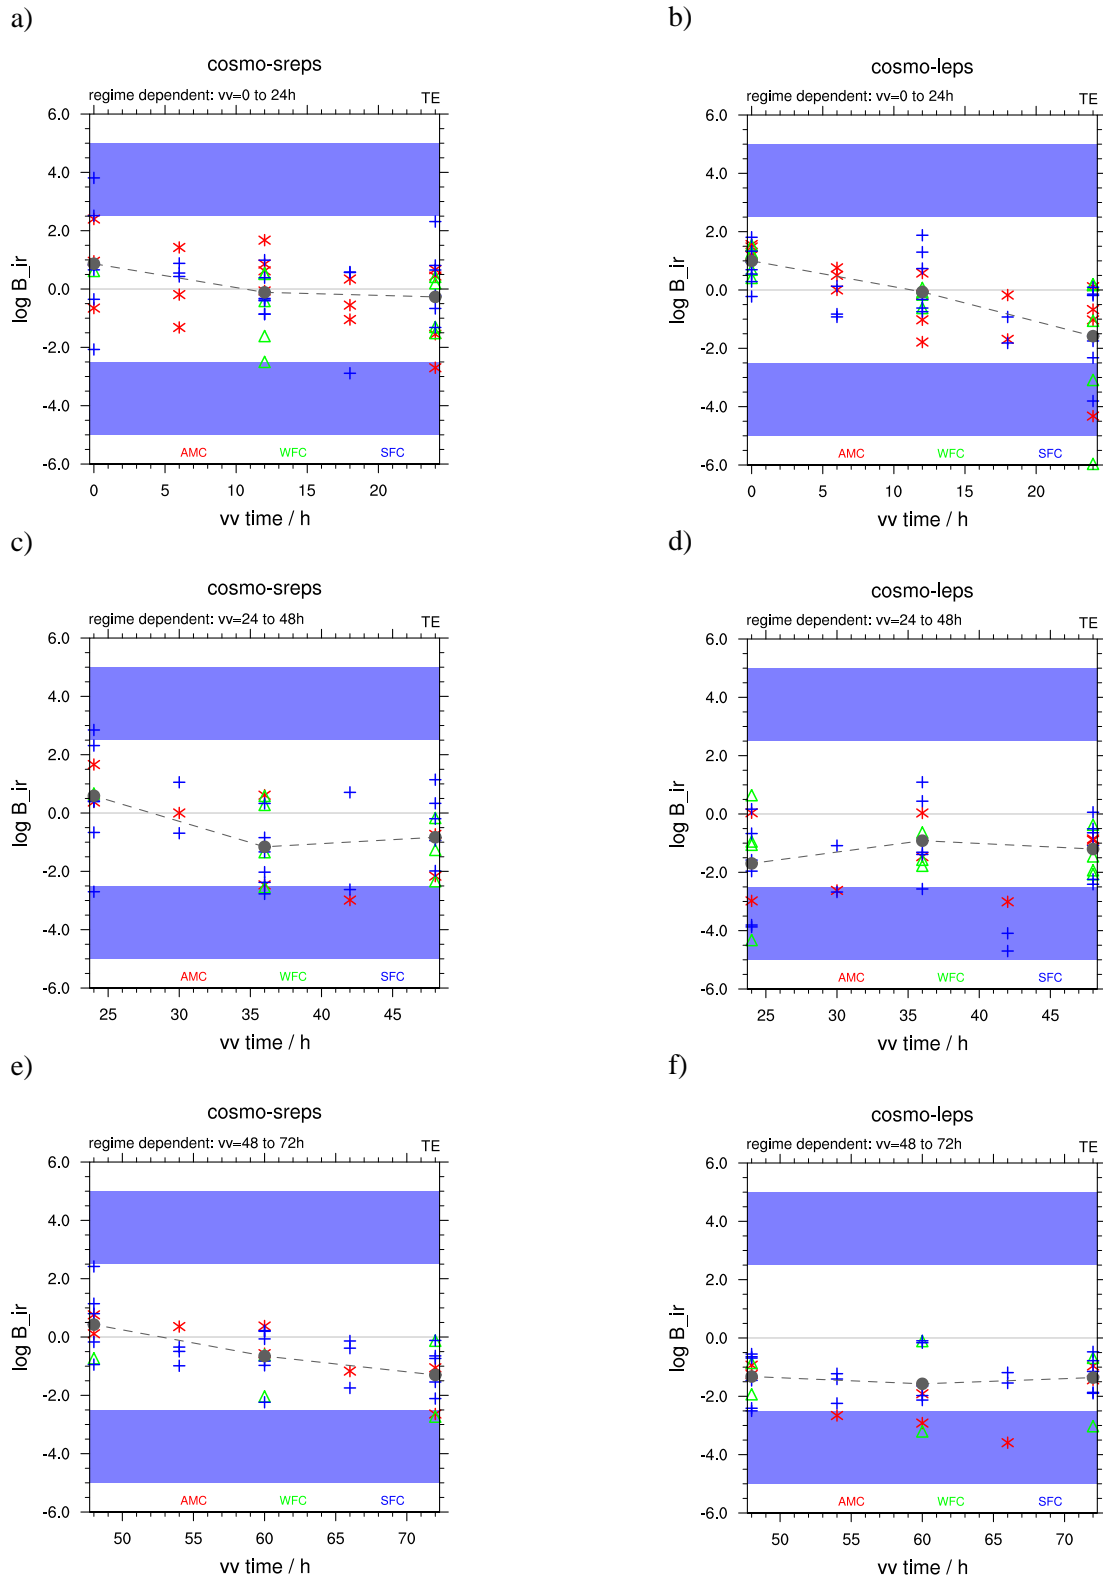 a)
cosmo-sreps
regime dependent: vv=0 to 24h TE
6.0
4.0
2.0
0.0
-2.0
-4.0
-6.0
log B_ir
AMC WFC SFC
0 5 10 15 20
vv time / h
b)
cosmo-leps
regime dependent: vv=0 to 24h TE
6.0
4.0
2.0
0.0
-2.0
-4.0
-6.0
log B_ir
AMC WFC SFC
0 5 10 15 20
vv time / h
c)
cosmo-sreps
regime dependent: vv=24 to 48h TE
6.0
4.0
2.0
0.0
-2.0
-4.0
-6.0
log B_ir
AMC WFC SFC
25 30 35 40 45
vv time / h
d)
cosmo-leps
regime dependent: vv=24 to 48h TE
6.0
4.0
2.0
0.0
-2.0
-4.0
-6.0
log B_ir
AMC WFC SFC
25 30 35 40 45
vv time / h
e)
cosmo-sreps
regime dependent: vv=48 to 72h TE
6.0
4.0
2.0
0.0
-2.0
-4.0
-6.0
log B_ir
AMC WFC SFC
50 55 60 65 70
vv time / h
f)
cosmo-leps
regime dependent: vv=48 to 72h TE
6.0
4.0
2.0
0.0
-2.0
-4.0
-6.0
log B_ir
AMC WFC SFC
50 55 60 65 70
vv time / h